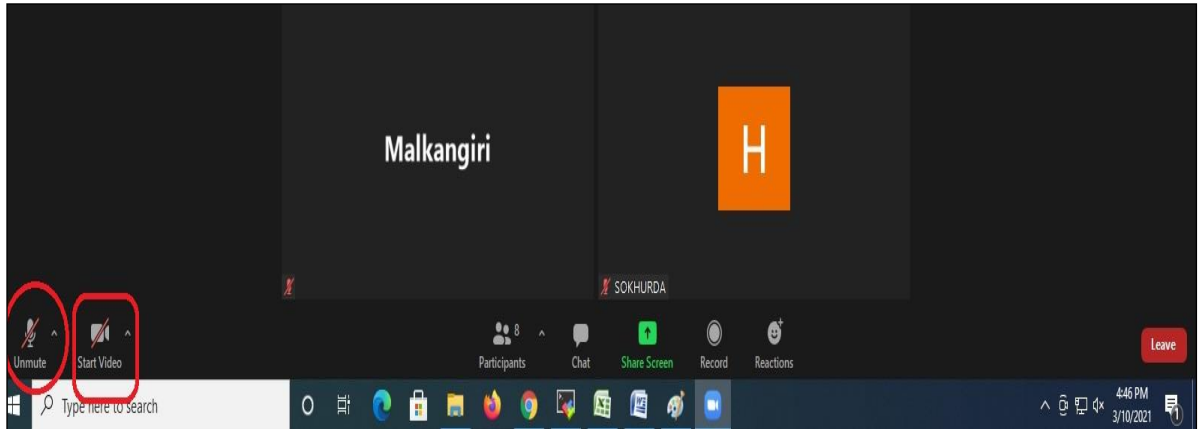 Malkangiri
H
SOKHURDA
Unmute
Start Video
8
Participants
Chat
Share Screen
Record
Reactions
Leave
Type here to search
4:46 PM
3/10/2021
1